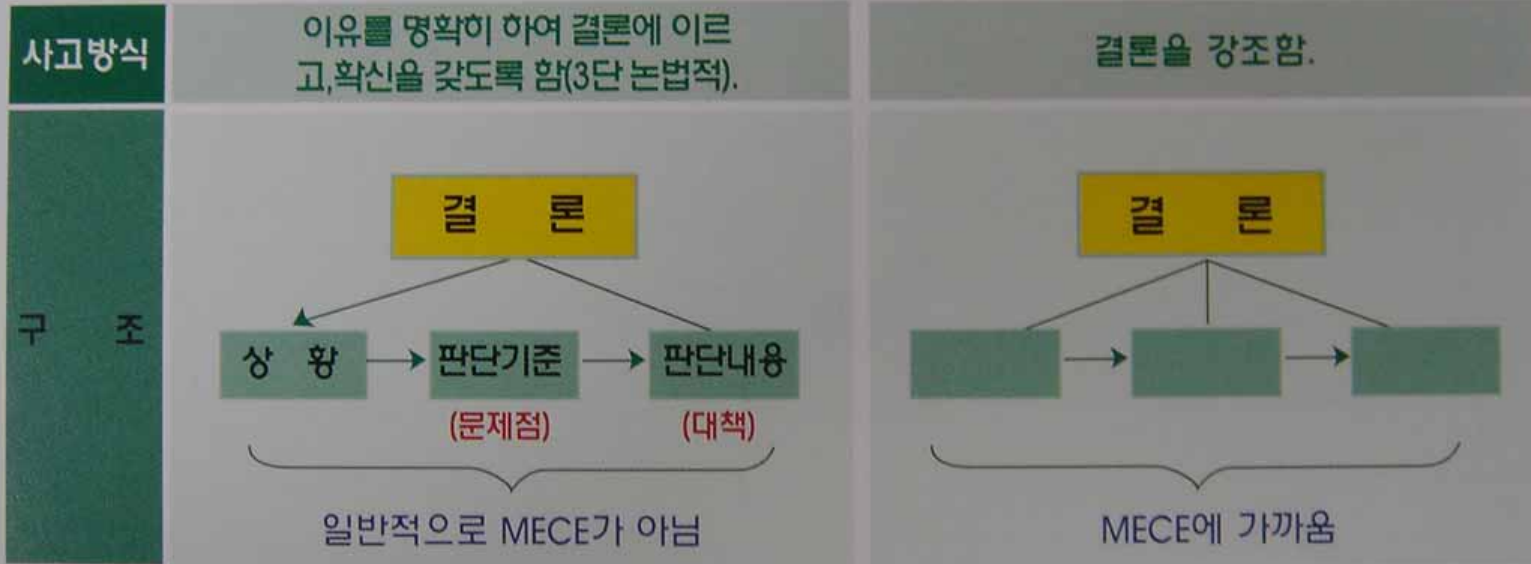 사고방식
이유를 명확히 하여 결론에 이르
고,확신을 갖도록 함(3단 논법적).
결론을 강조함.
구 조
결 론
상 황
판단기준
판단내용
(문제점)
(대책)
일반적으로 MECE가 아님
결 론
MECE에 가까움